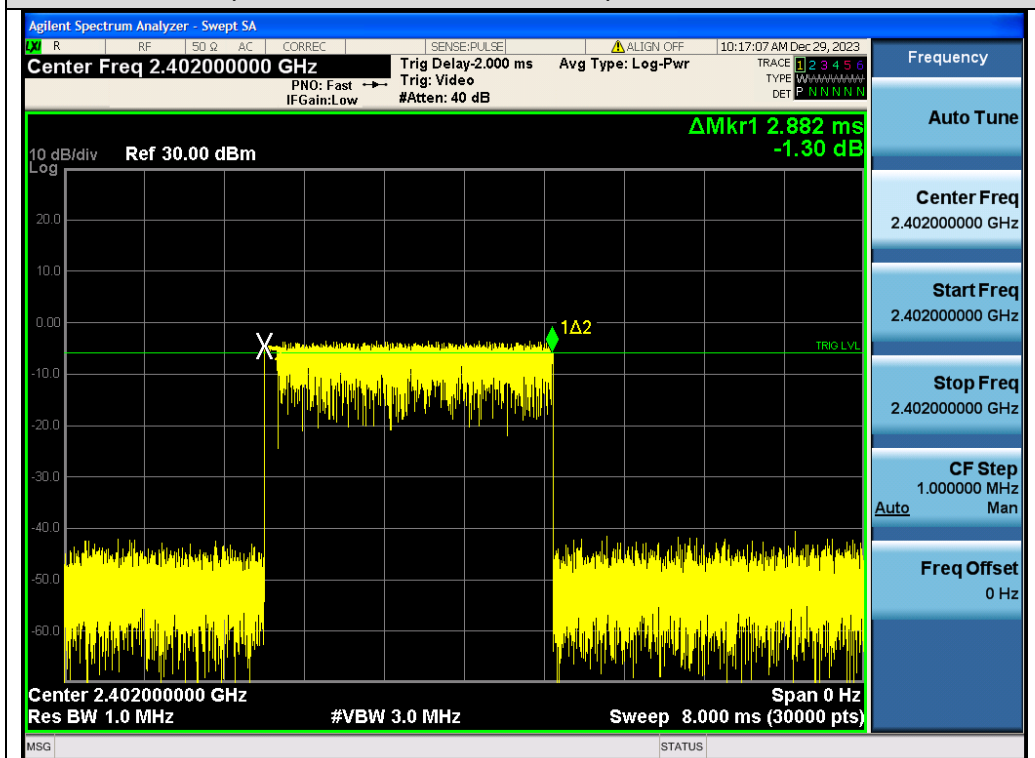 Agilent Spectrum Analyzer - Swept SA
LXI R RF 50 Ω AC CORREC SENSE:PULSE ALIGN OFF 10:17:07 AM Dec 29, 2023
Center Freq 2.402000000 GHz
PNO: Fast
IFGain:Low
Trig Delay-2.000 ms
Trig: Video
#Atten: 40 dB
Avg Type: Log-Pwr
TRACE 1 2 3 4 5 6
TYPE W
DET P N N N N N
ΔMkr1 2.882 ms
-1.30 dB
10 dB/div Ref 30.00 dBm
Log
20.0
10.0
0.00
-10.0
-20.0
-30.0
-40.0
-50.0
-60.0
1Δ2
TRIG LVL
Center 2.402000000 GHz Span 0 Hz
Res BW 1.0 MHz #VBW 3.0 MHz Sweep 8.000 ms (30000 pts)
MSG STATUS
Frequency
Auto Tune
Center Freq
2.402000000 GHz
Start Freq
2.402000000 GHz
Stop Freq
2.402000000 GHz
CF Step
1.000000 MHz
Auto Man
Freq Offset
0 Hz